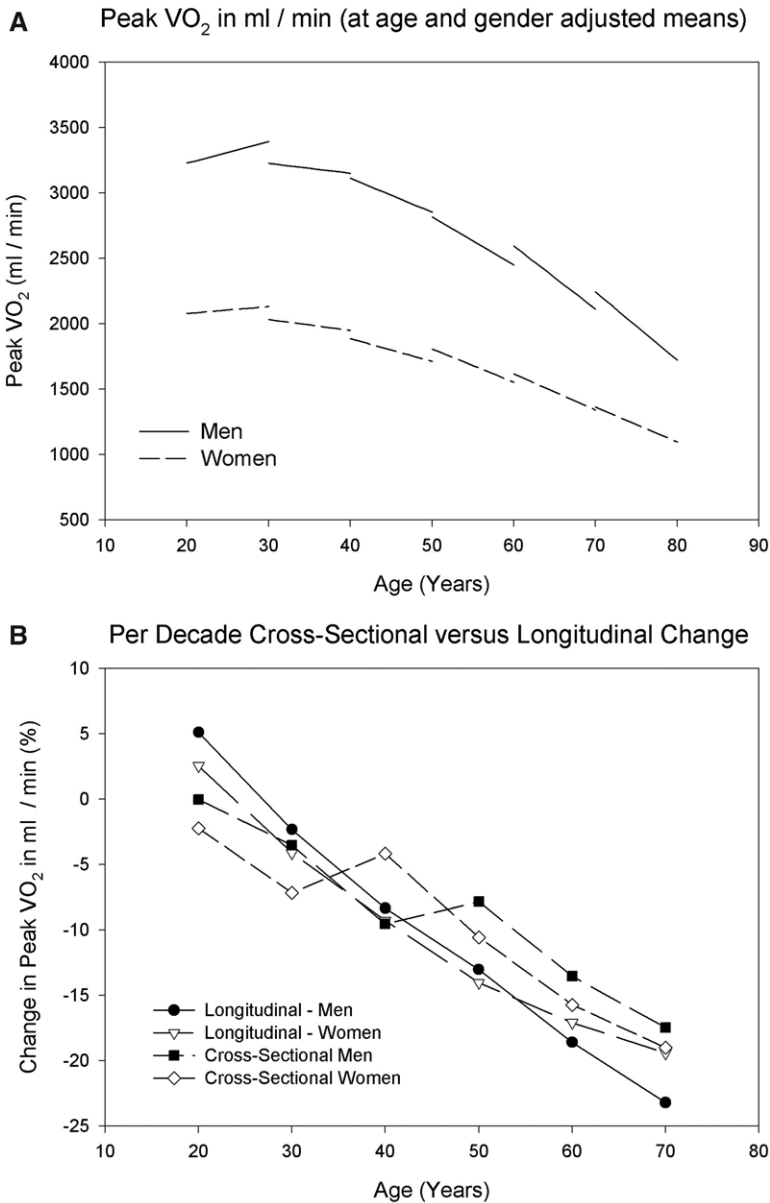 A Peak VO2 in ml / min (at age and gender adjusted means)
4000
3500
3000
2500
2000
1500
1000
500
Peak VO2 (ml / min)
Men
Women
10 20 30 40 50 60 70 80 90
Age (Years)
B Per Decade Cross-Sectional versus Longitudinal Change
10
5
0
-5
-10
-15
-20
-25
Change in Peak VO2 in ml / min (%)
Longitudinal - Men
Longitudinal - Women
Cross-Sectional Men
Cross-Sectional Women
10 20 30 40 50 60 70 80
Age (Years)